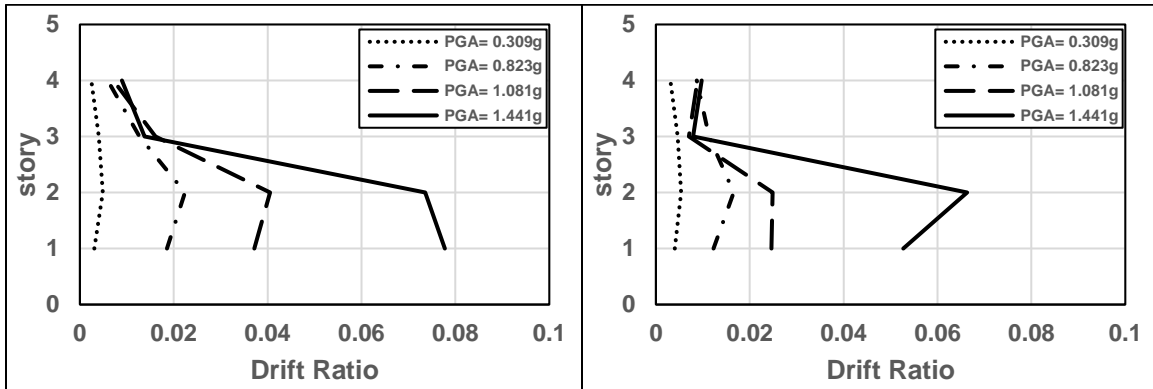 5
4
3
2
1
0
story
0
0.02
0.04
0.06
0.08
0.1
Drift Ratio
PGA= 0.309g
PGA= 0.823g
PGA= 1.081g
PGA= 1.441g
5
4
3
2
1
0
story
0
0.02
0.04
0.06
0.08
0.1
Drift Ratio
PGA= 0.309g
PGA= 0.823g
PGA= 1.081g
PGA= 1.441g